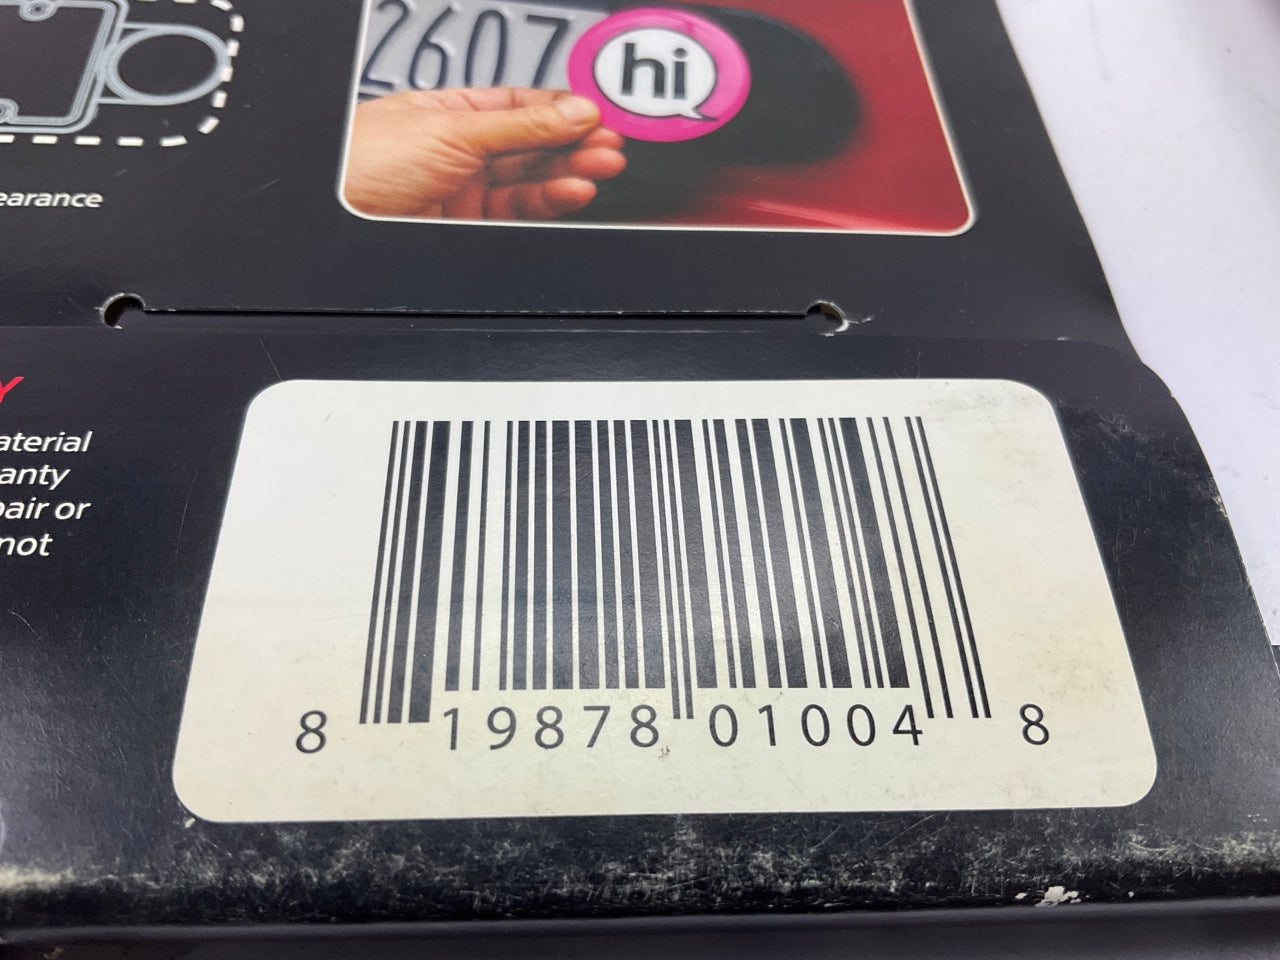 2607
hi
earance
Y
aterial
anty
pair or
not
8 19878 01004 8